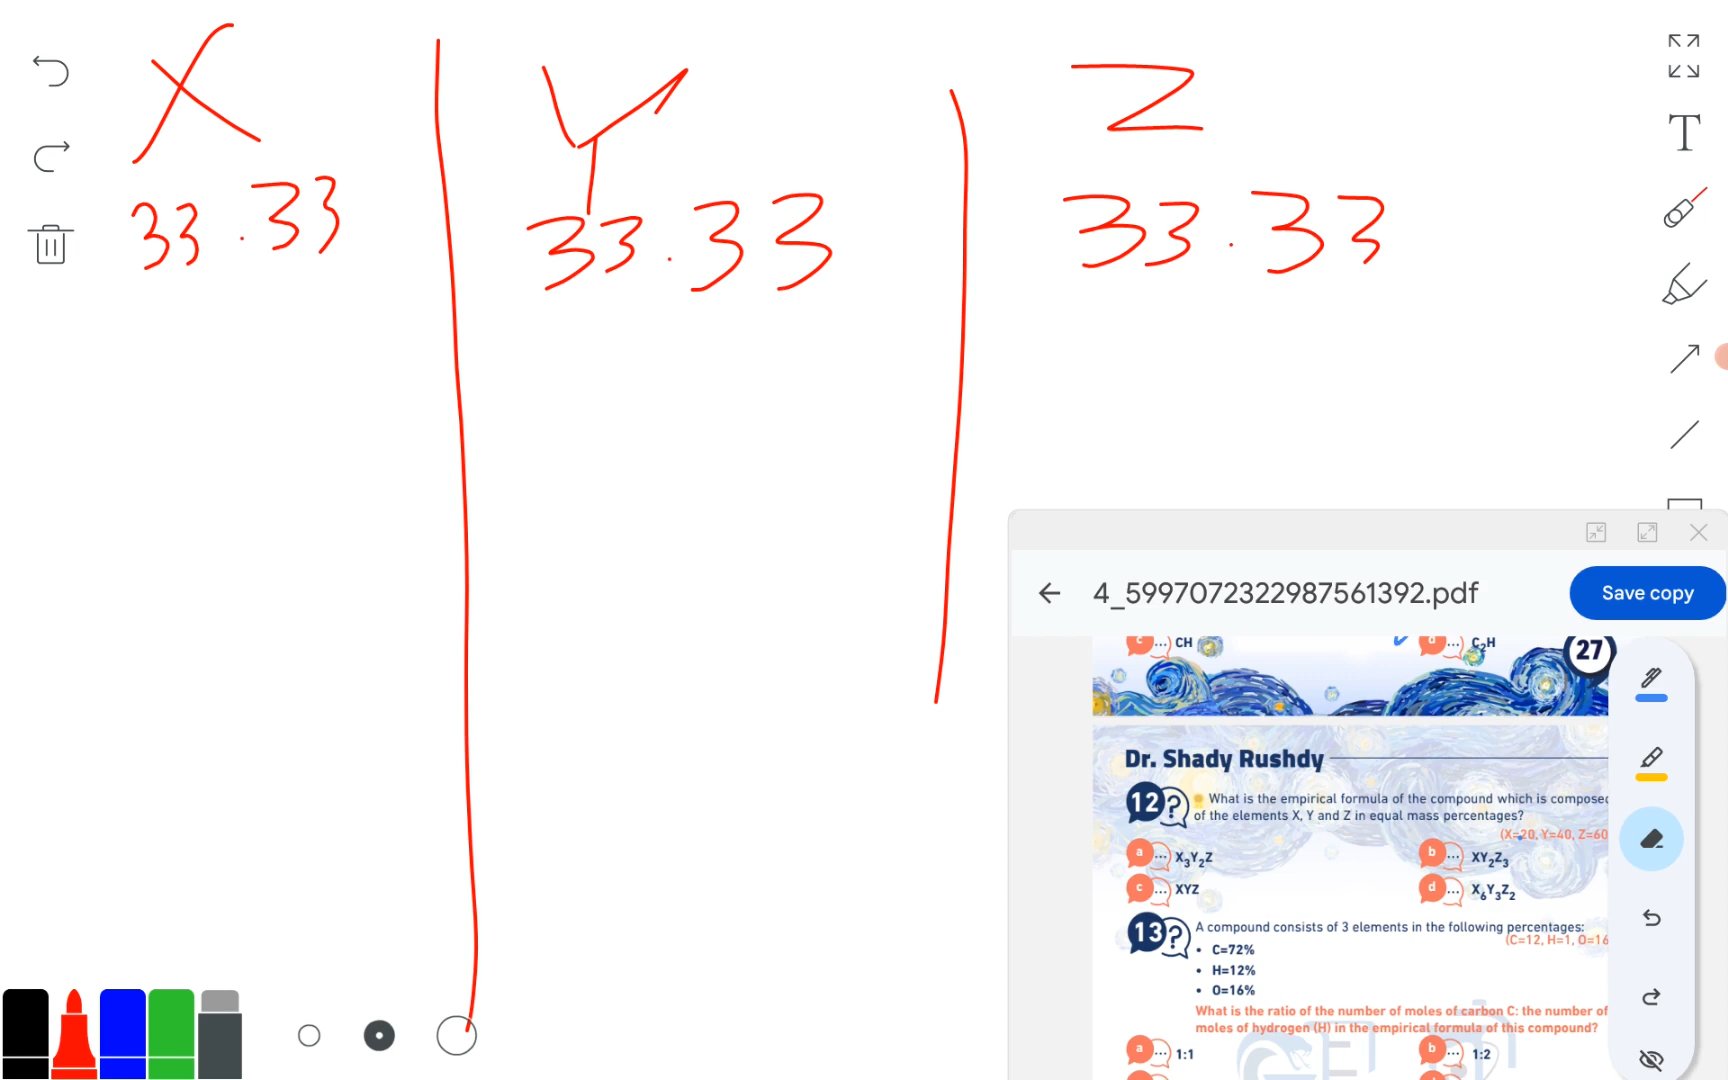 X Y Z
33.33 33.33 33.33
T
4_5997072322987561392.pdf
Save copy
c ... CH
d ... C₂H
27
Dr. Shady Rushdy
12 ? What is the empirical formula of the compound which is composed
of the elements X, Y and Z in equal mass percentages?
(X=20, Y=40, Z=60
a ... X₃Y₂Z
b ... XY₂Z₃
c ... XYZ
d ... X₆Y₃Z₂
13 ? A compound consists of 3 elements in the following percentages:
(C=12, H=1, O=16
• C=72%
• H=12%
• O=16%
What is the ratio of the number of moles of carbon C: the number of
moles of hydrogen (H) in the empirical formula of this compound?
a ... 1:1
b ... 1:2